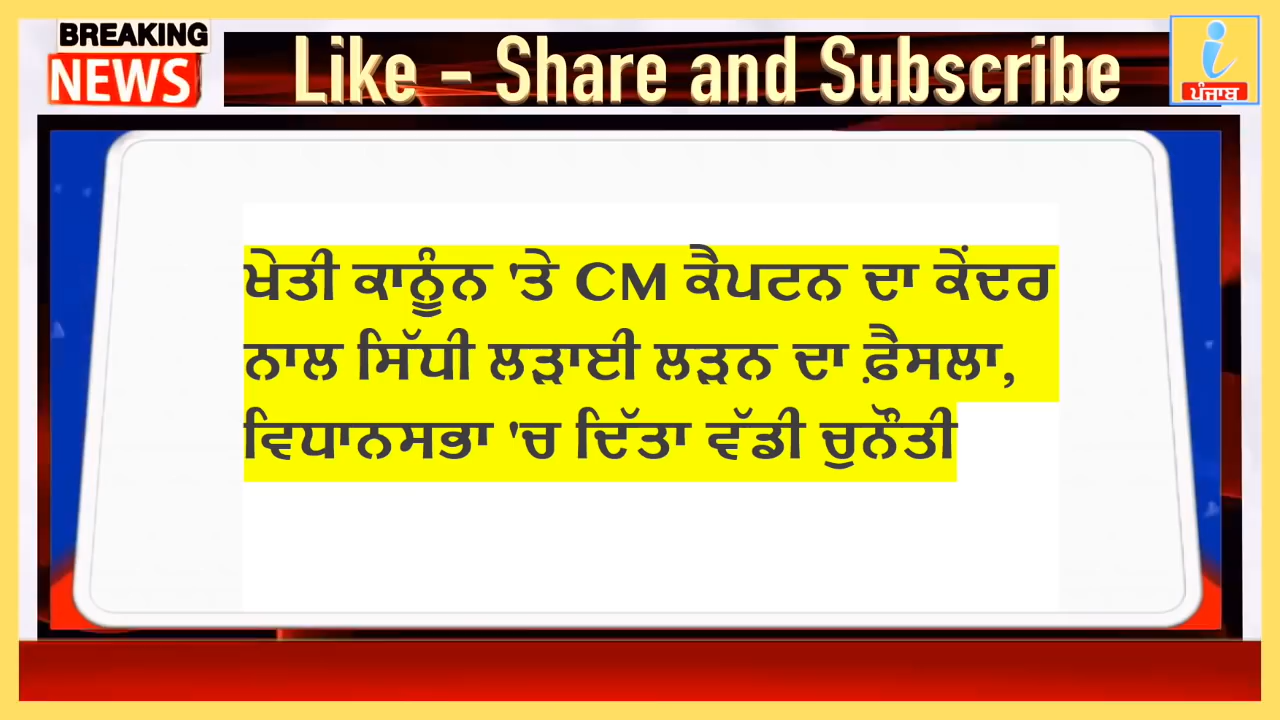 BREAKING
NEWS
Like - Share and Subscribe
i
ਪੰਜਾਬ
ਖੇਤੀ ਕਾਨੂੰਨ 'ਤੇ CM ਕੈਪਟਨ ਦਾ ਕੇਂਦਰ
ਨਾਲ ਸਿੱਧੀ ਲੜਾਈ ਲੜਨ ਦਾ ਫ਼ੈਸਲਾ,
ਵਿਧਾਨਸਭਾ 'ਚ ਦਿੱਤਾ ਵੱਡੀ ਚੁਨੌਤੀ